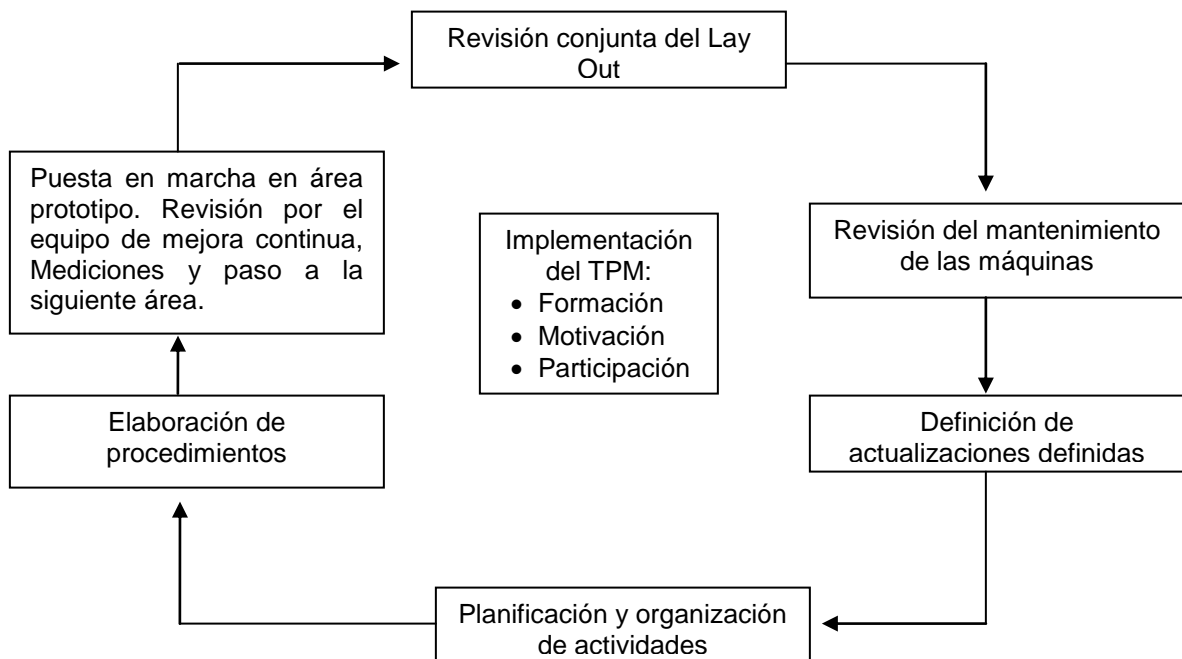 Revisión conjunta del Lay
Out
Puesta en marcha en área
prototipo. Revisión por el
equipo de mejora continua,
Mediciones y paso a la
siguiente área.
Implementación
del TPM:
• Formación
• Motivación
• Participación
Revisión del mantenimiento
de las máquinas
Elaboración de
procedimientos
Definición de
actualizaciones definidas
Planificación y organización
de actividades